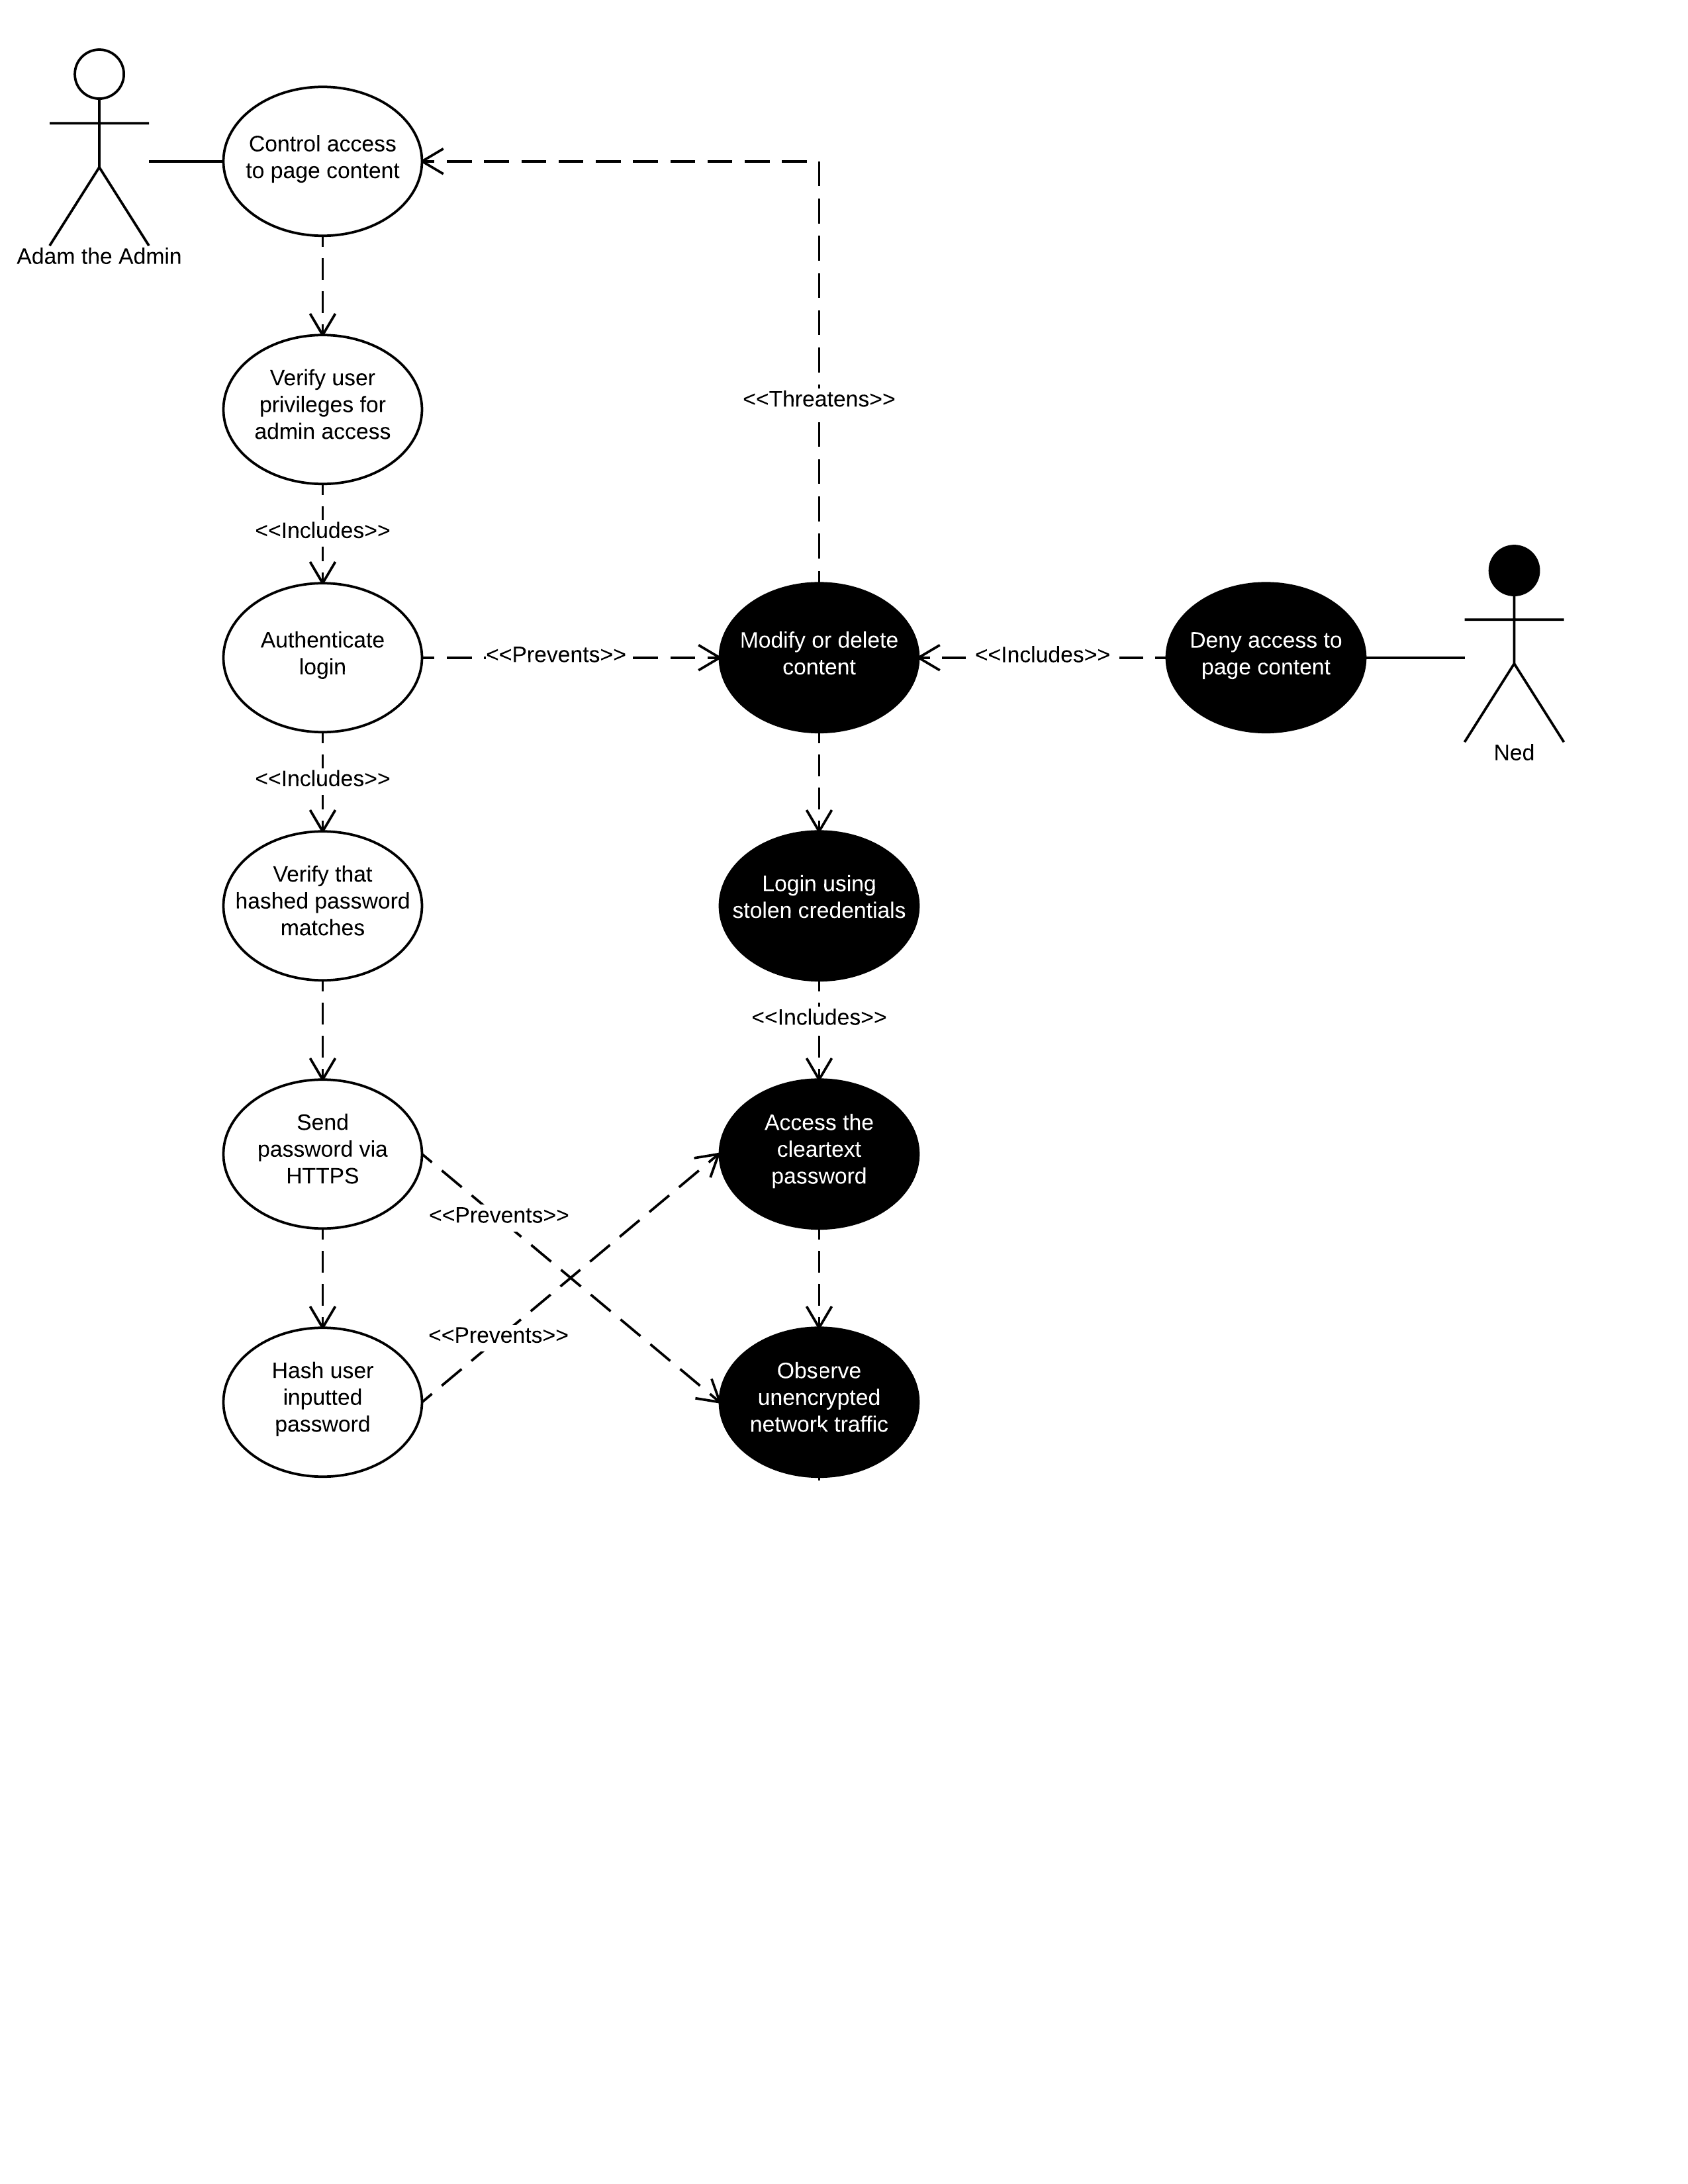 Control access
to page content
Adam the Admin
Verify user
privileges for
admin access
<<Threatens>>
<<Includes>>
Authenticate
login
<<Prevents>>
Modify or delete
content
<<Includes>>
Deny access to
page content
Ned
<<Includes>>
Verify that
hashed password
matches
Login using
stolen credentials
<<Includes>>
Send
password via
HTTPS
Access the
cleartext
password
<<Prevents>>
<<Prevents>>
Hash user
inputted
password
Observe
unencrypted
network traffic